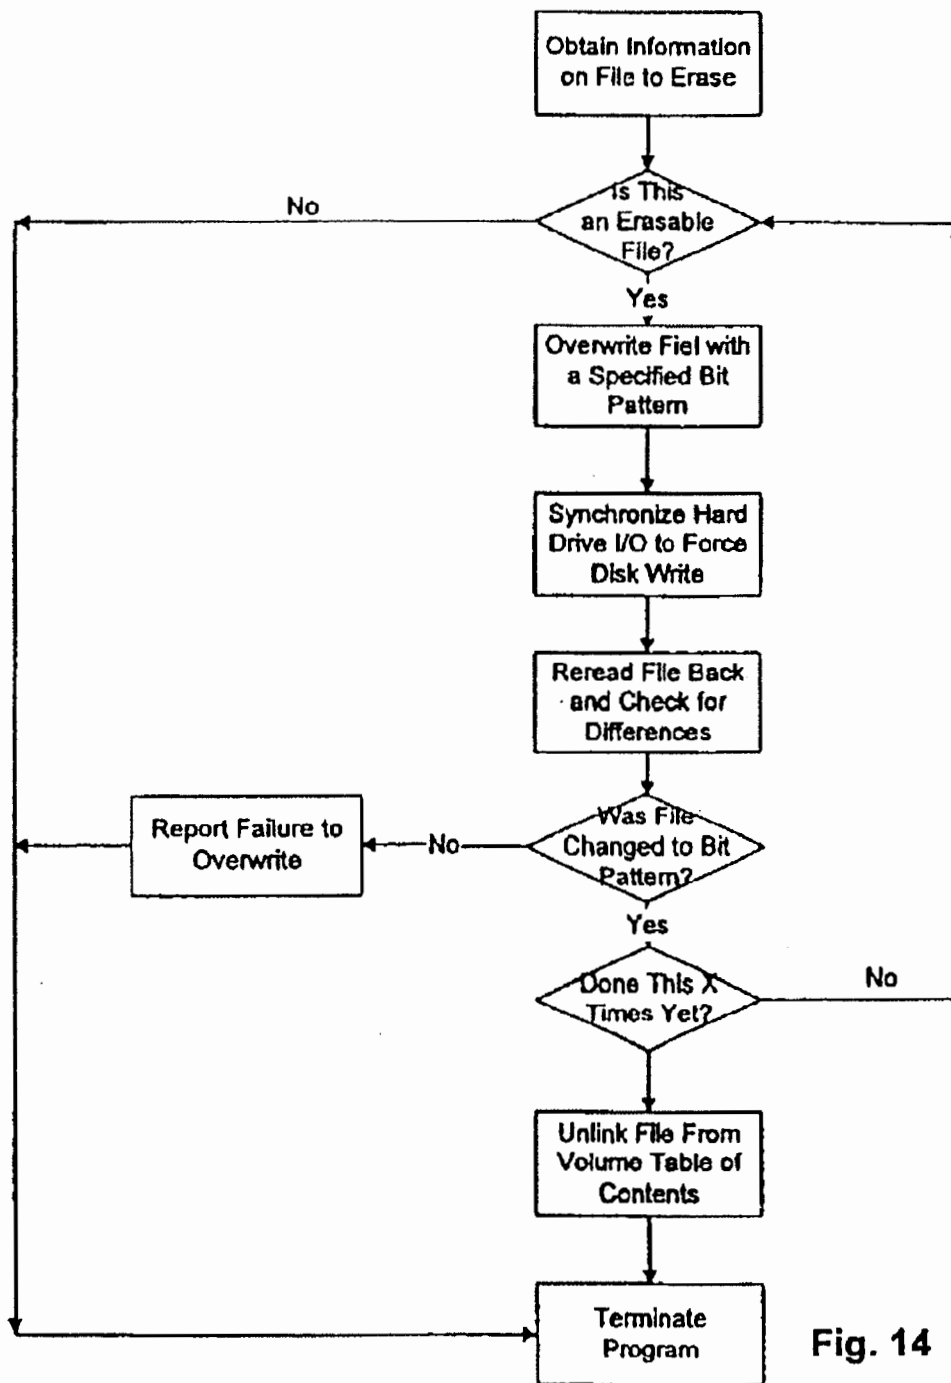 Obtain Information
on File to Erase
Is This
an Erasable
File?
No
Yes
Overwrite Fiel with
a Specified Bit
Pattern
Synchronize Hard
Drive I/O to Force
Disk Write
Reread File Back
and Check for
Differences
Was File
Changed to Bit
Pattern?
No
Report Failure to
Overwrite
Yes
Done This X
Times Yet?
No
Unlink File From
Volume Table of
Contents
Terminate
Program
Fig. 14